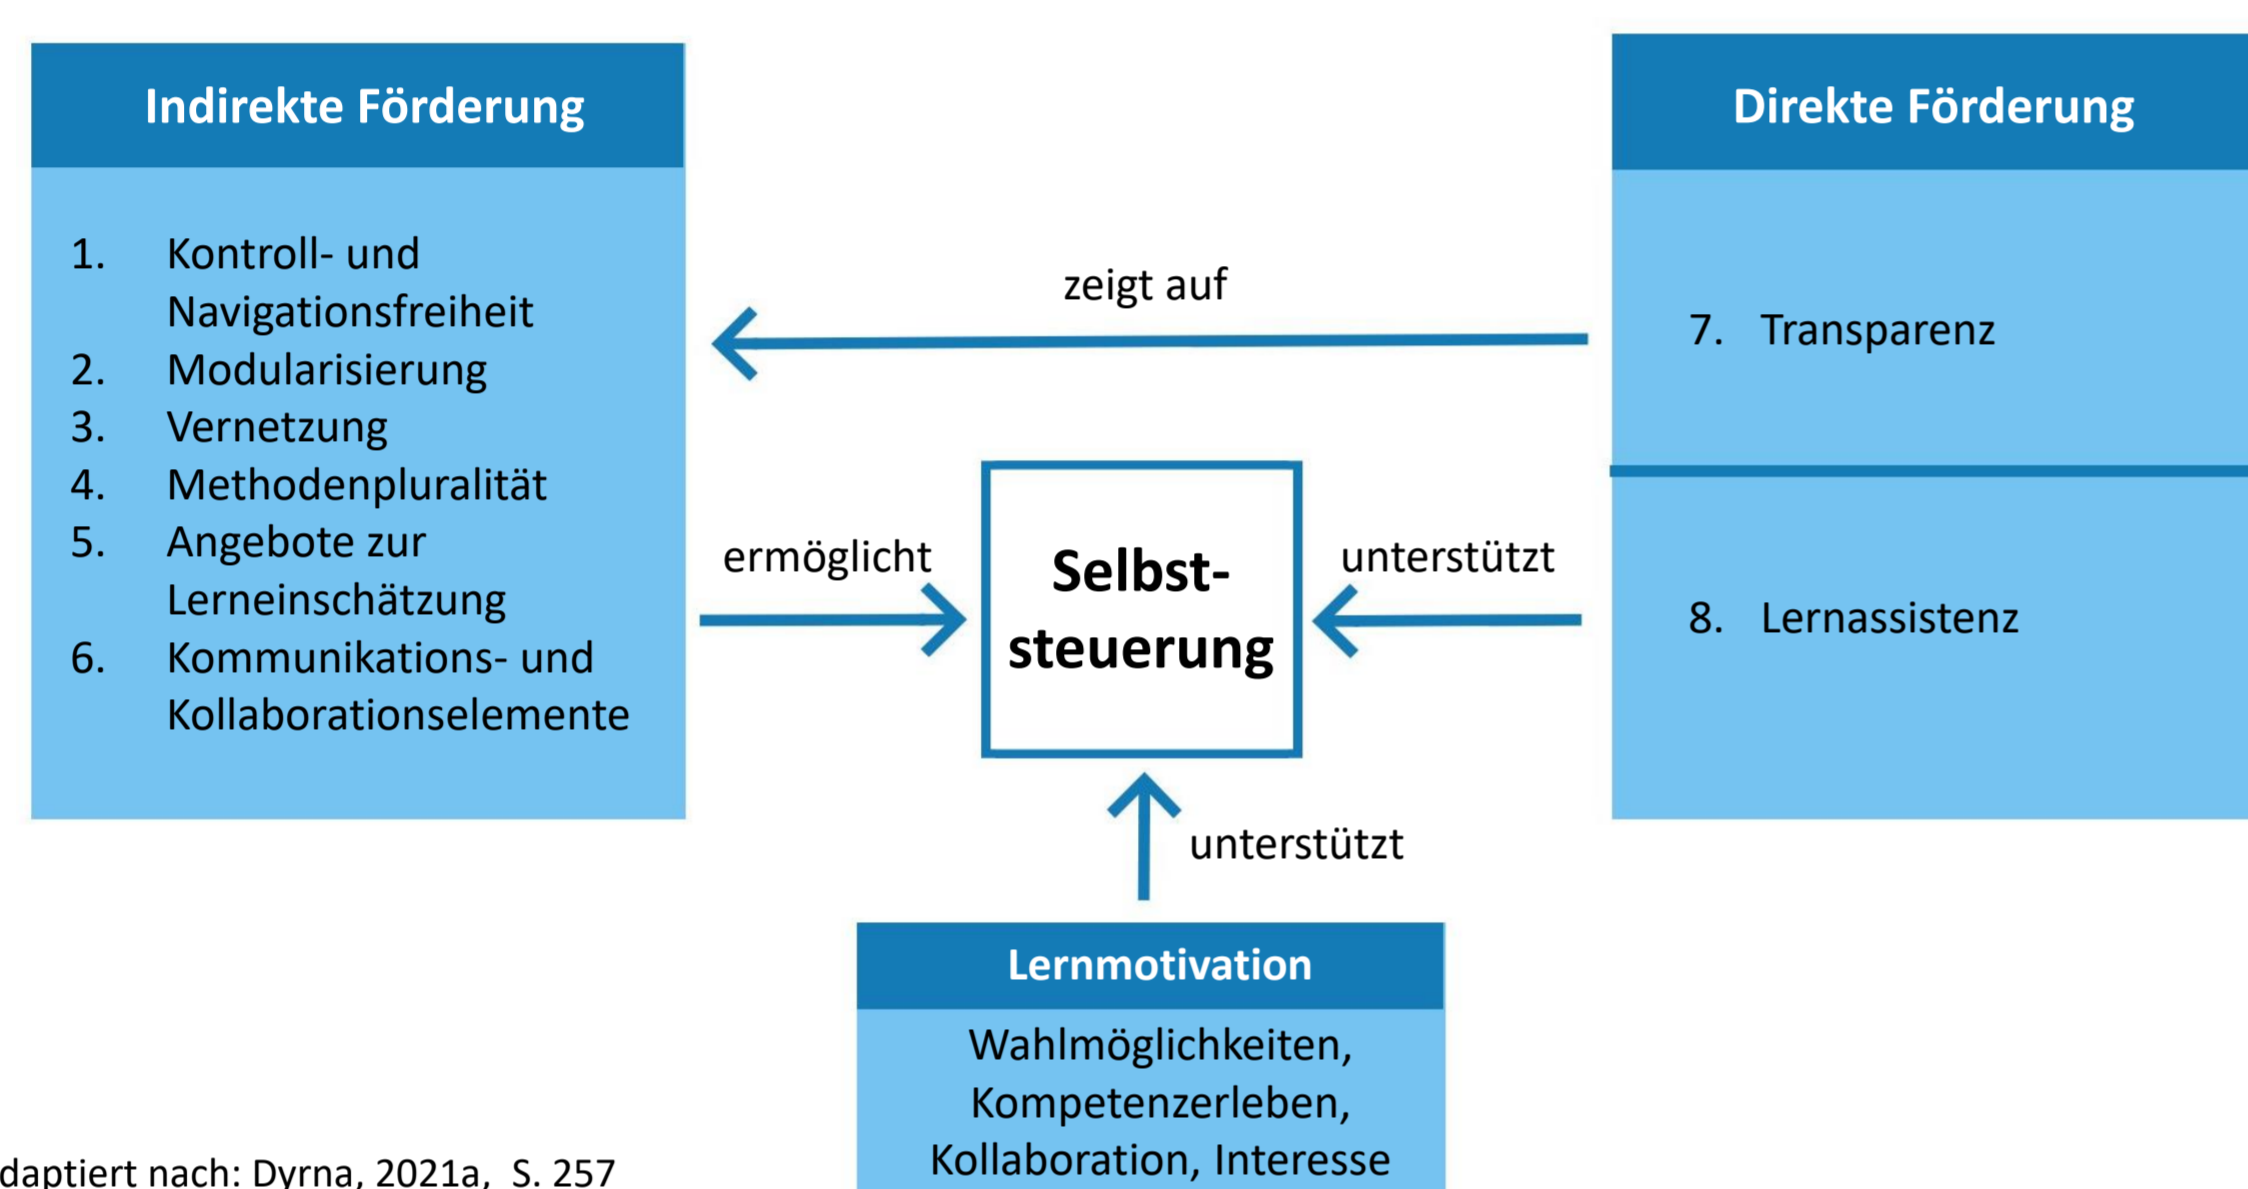 Indirekte Förderung
1. Kontroll- und
Navigationsfreiheit
2. Modularisierung
3. Vernetzung
4. Methodenpluralität
5. Angebote zur
Lerneinschätzung
6. Kommunikations- und
Kollaborationselemente
zeigt auf
ermöglicht
Selbst-
steuerung
unterstützt
Direkte Förderung
7. Transparenz
8. Lernassistenz
unterstützt
Lernmotivation
Wahlmöglichkeiten,
Kompetenzerleben,
Kollaboration, Interesse
daptiert nach: Dyrna, 2021a, S. 257